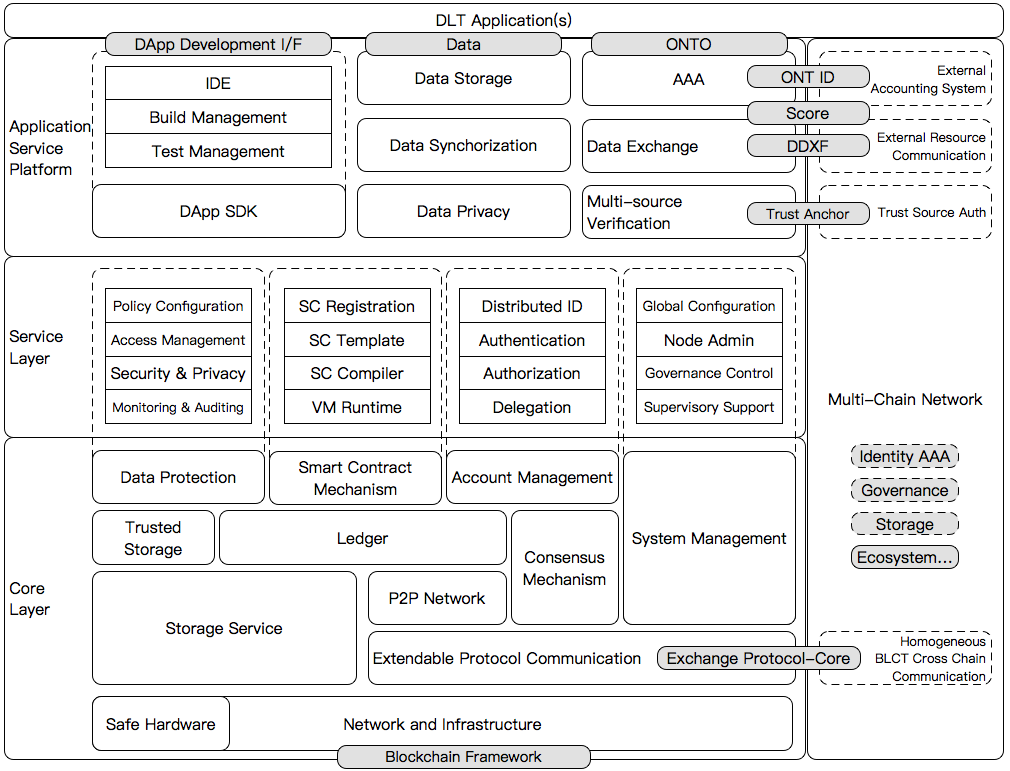 DLT Application(s)
DApp Development I/F
Data
ONTO
Application
Service
Platform
IDE
Build Management
Test Management
DApp SDK
Data Storage
Data Synchorization
Data Privacy
AAA
Data Exchange
Multi-source
Verification
ONT ID
Score
DDXF
Trust Anchor
External
Accounting System
External Resource
Communication
Trust Source Auth
Service
Layer
Policy Configuration
Access Management
Security & Privacy
Monitoring & Auditing
SC Registration
SC Template
SC Compiler
VM Runtime
Distributed ID
Authentication
Authorization
Delegation
Global Configuration
Node Admin
Governance Control
Supervisory Support
Multi-Chain Network
Identity AAA
Governance
Storage
Ecosystem...
Core
Layer
Data Protection
Smart Contract
Mechanism
Account Management
System Management
Trusted
Storage
Ledger
Consensus
Mechanism
Storage Service
P2P Network
Extendable Protocol Communication
Exchange Protocol-Core
Homogeneous
BLCT Cross Chain
Communication
Safe Hardware
Network and Infrastructure
Blockchain Framework